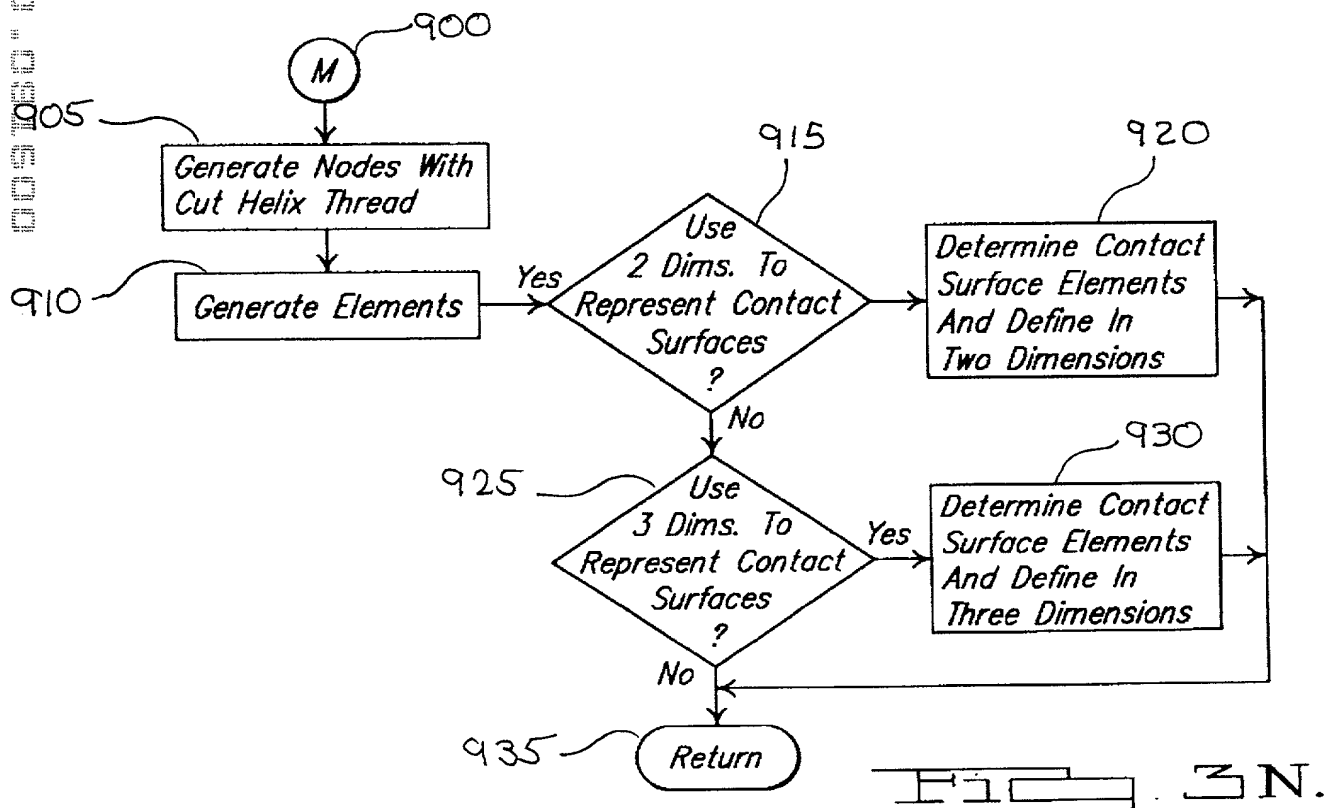 900
M
905
Generate Nodes With
Cut Helix Thread
910
Generate Elements
Yes
915
Use
2 Dims. To
Represent Contact
Surfaces
?
920
Determine Contact
Surface Elements
And Define In
Two Dimensions
No
925
Use
3 Dims. To
Represent Contact
Surfaces
?
Yes
930
Determine Contact
Surface Elements
And Define In
Three Dimensions
No
935
Return
3N.